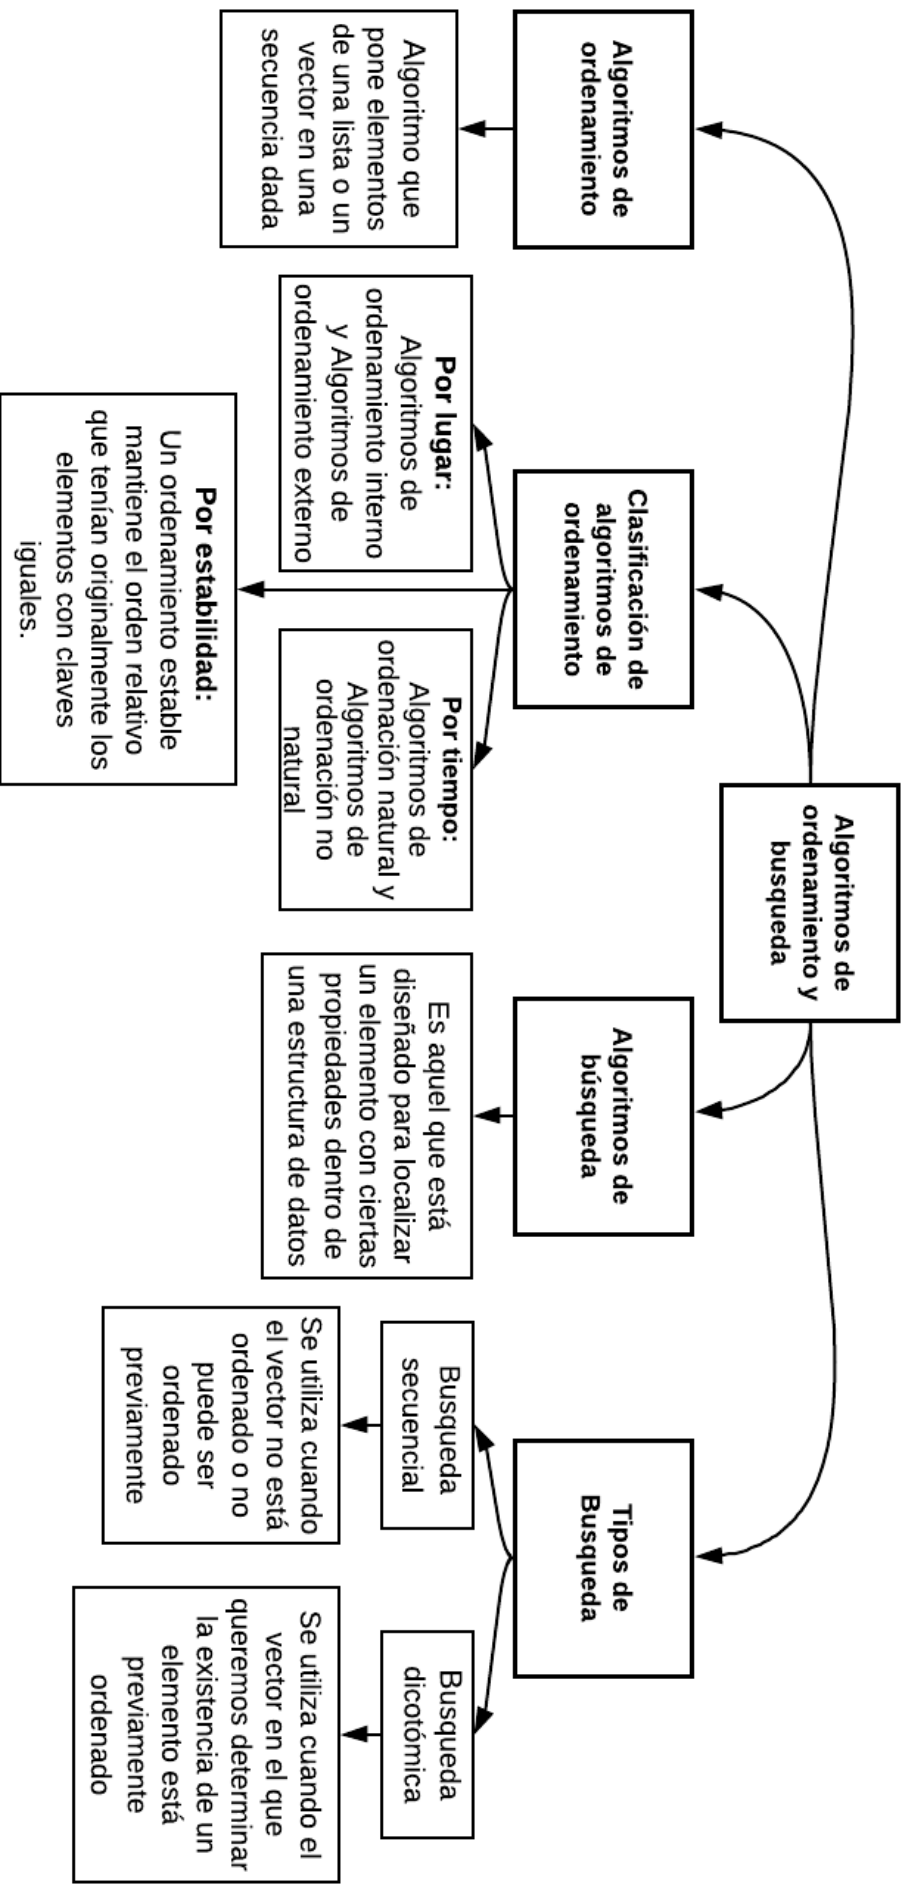 Algoritmos de
ordenamiento y
busqueda
Algoritmos de
ordenamiento
Algoritmo que
pone elementos
de una lista o un
vector en una
secuencia dada
Clasificación de
algoritmos de
ordenamiento
Por lugar:
Algoritmos de
ordenamiento interno
y Algoritmos de
ordenamiento externo
Por estabilidad:
Un ordenamiento estable
mantiene el orden relativo
que tenían originalmente los
elementos con claves
iguales.
Por tiempo:
Algoritmos de
ordenación natural y
Algoritmos de
ordenación no
natural
Algoritmos de
búsqueda
Es aquel que está
diseñado para localizar
un elemento con ciertas
propiedades dentro de
una estructura de datos
Tipos de
Busqueda
Busqueda
secuencial
Se utiliza cuando
el vector no está
ordenado o no
puede ser
ordenado
previamente
Busqueda
dicotómica
Se utiliza cuando el
vector en el que
queremos determinar
la existencia de un
elemento está
previamente
ordenado